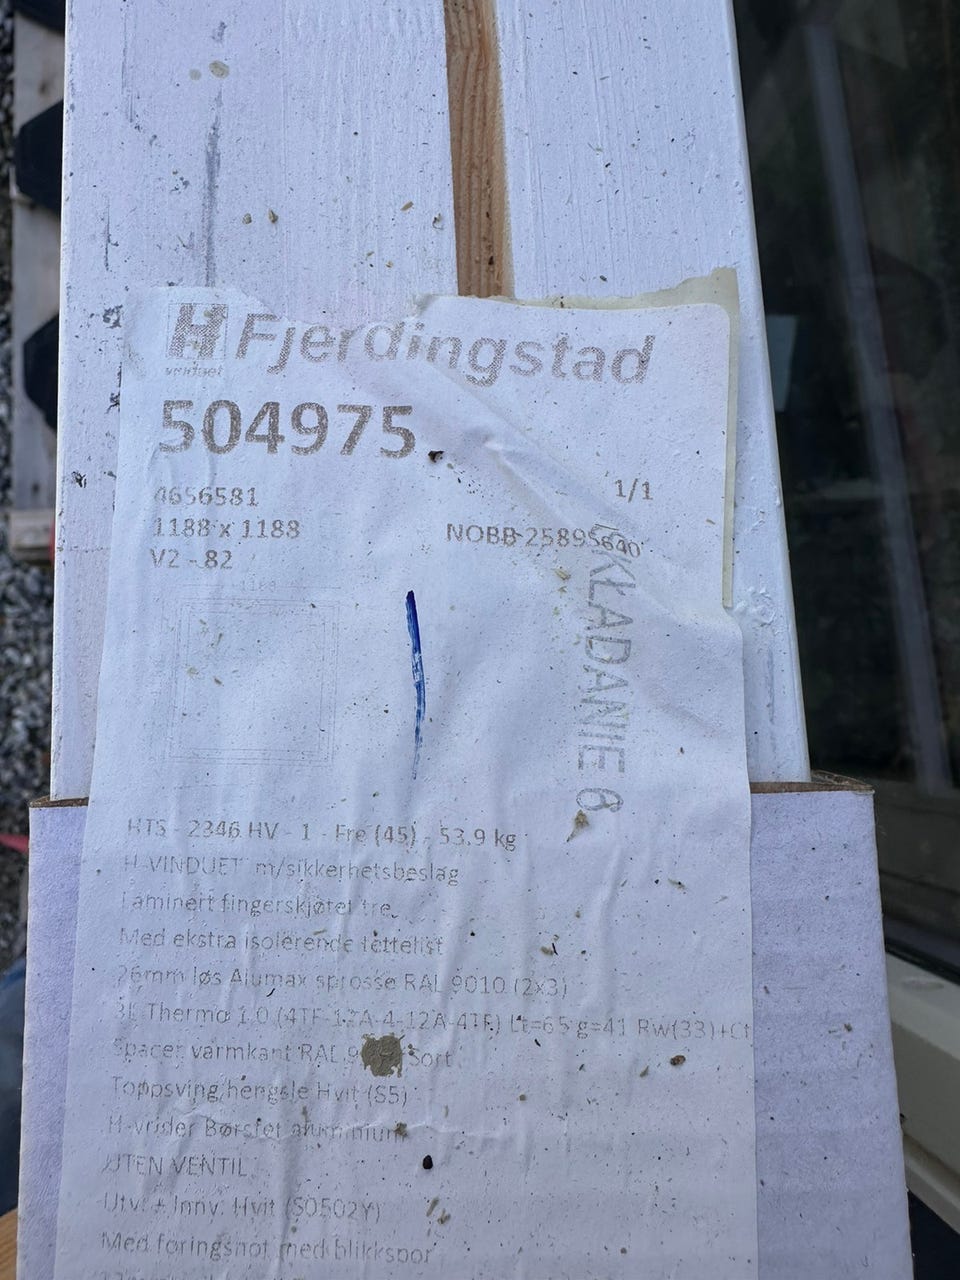 H Fjerdingstad
vinduet
504975
4656581
1/1
1188 x 1188
NOBB 25895640
V2 - 82
KŁADANIE 6
HTS - 2346 HV - 1 - Fre (45) - 53.9 kg
H-VINDUET m/sikkerhetsbeslag
Laminert fingerskjøtet tre
Med ekstra isolerende tettelist
26mm løs Alumax sprosse RAL 9010 (2x3)
3L Thermo 1.0 (4TF-12A-4-12A-4TF) Lt=65 g=41 Rw(33)+Ct
Spacer varmkant RAL 9 Sort
Toppsving hengsle Hvit (S5)
H-vrider Børstet aluminium
UTEN VENTIL
Utv. + Innv. Hvit (S0502Y)
Med foringsnot med blikkspor